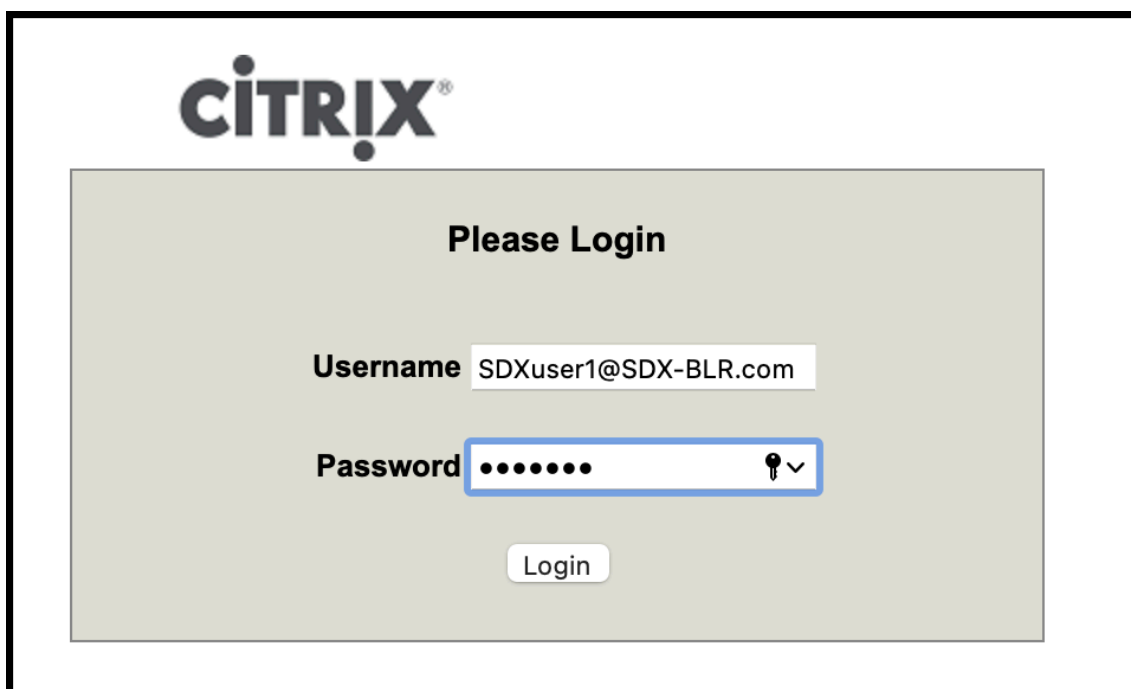 CiTRIX®
Please Login
Username SDXuser1@SDX-BLR.com
Password •••••••
Login